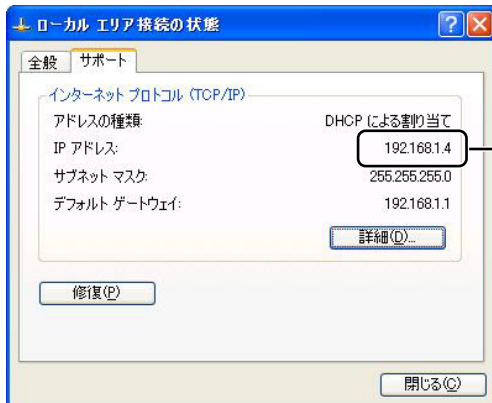 ローカル エリア接続の状態
全般 サポート
インターネット プロトコル (TCP/IP)
アドレスの種類: DHCP による割り当て
IP アドレス: 192.168.1.4
サブネット マスク: 255.255.255.0
デフォルト ゲートウェイ: 192.168.1.1
詳細(D)...
修復(P)
閉じる(C)